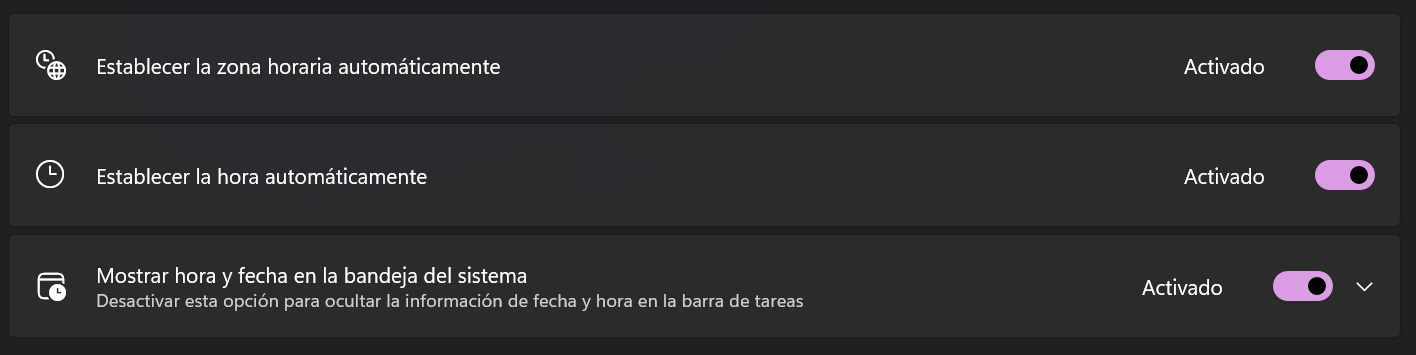 Establecer la zona horaria automáticamente Activado
Establecer la hora automáticamente Activado
Mostrar hora y fecha en la bandeja del sistema
Desactivar esta opción para ocultar la información de fecha y hora en la barra de tareas
Activado